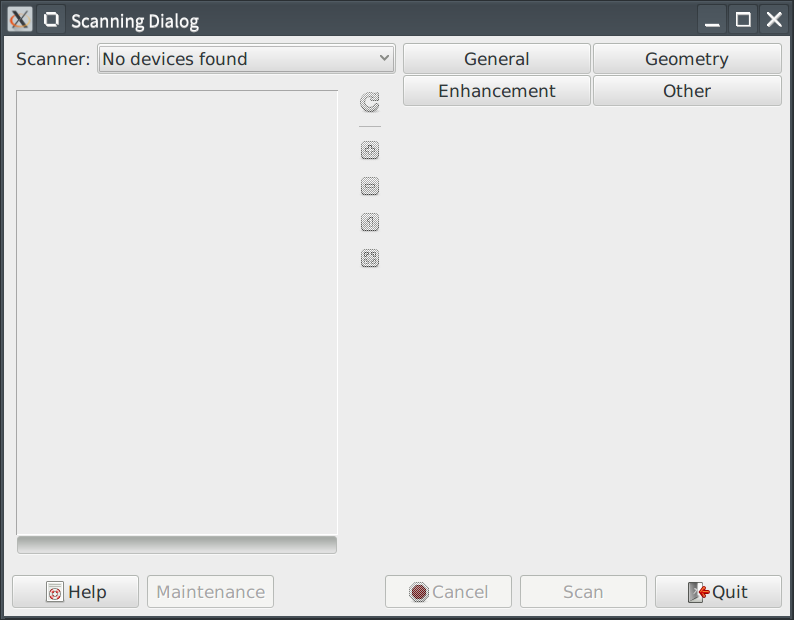 Scanning Dialog
Scanner: No devices found
General Geometry
Enhancement Other
Help Maintenance Cancel Scan Quit